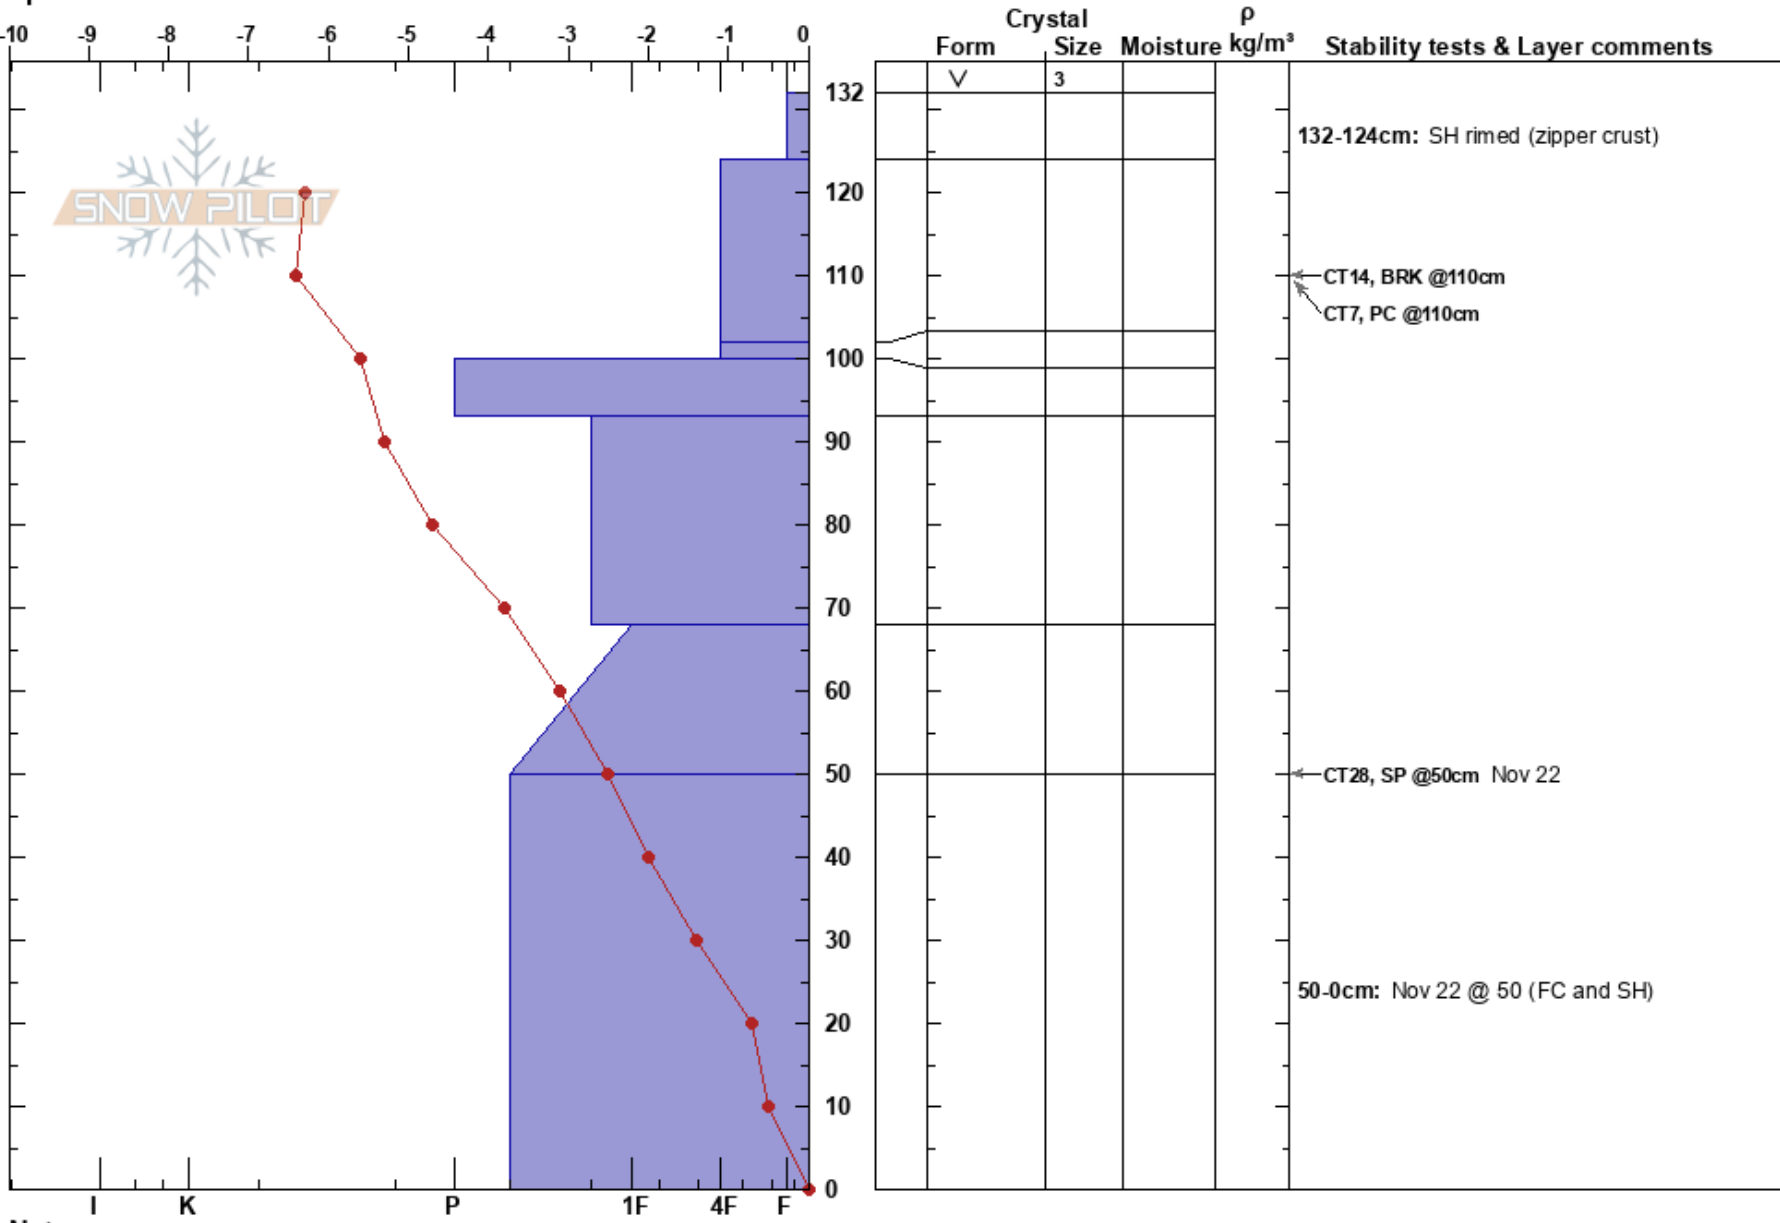 -10 -9 -8 -7 -6 -5 -4 -3 -2 -1 0
Crystal ρ
Form Size Moisture kg/m³ Stability tests & Layer comments
3
132
132-124cm: SH rimed (zipper crust)
120
SNOW PILOT
110
CT14, BRK @110cm
CT7, PC @110cm
100
90
80
70
60
50
CT28, SP @50cm Nov 22
40
30
50-0cm: Nov 22 @ 50 (FC and SH)
20
10
0
I K P 1F 4F F